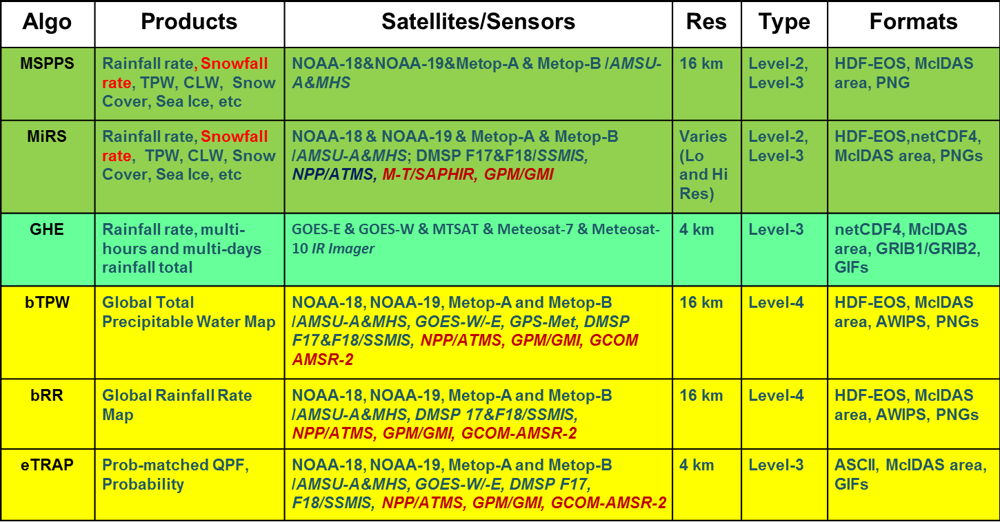 Algo Products Satellites/Sensors Res Type Formats
MSPPS
Rainfall rate, Snowfall
rate, TPW, CLW, Snow
Cover, Sea Ice, etc
NOAA-18&NOAA-19&Metop-A & Metop-B /AMSU-
A&MHS
16 km
Level-2,
Level-3
HDF-EOS, McIDAS
area, PNG
MiRS
Rainfall rate, Snowfall
rate, TPW, CLW, Snow
Cover, Sea Ice, etc
NOAA-18 & NOAA-19 & Metop-A & Metop-B
/AMSU-A&MHS; DMSP F17&F18/SSMIS,
NPP/ATMS, M-T/SAPHIR, GPM/GMI
Varies
(Lo
and Hi
Res)
Level-2,
Level-3
HDF-EOS,netCDF4,
McIDAS area, PNGs
GHE
Rainfall rate, multi-
hours and multi-days
rainfall total
GOES-E & GOES-W & MTSAT & Meteosat-7 & Meteosat-
10 IR Imager
4 km
Level-3
netCDF4, McIDAS
area, GRIB1/GRIB2,
GIFs
bTPW
Global Total
Precipitable Water Map
NOAA-18, NOAA-19, Metop-A and Metop-B
/AMSU-A&MHS, GOES-W/-E, GPS-Met, DMSP
F17&F18/SSMIS, NPP/ATMS, GPM/GMI, GCOM
AMSR-2
16 km
Level-4
HDF-EOS, McIDAS
area, AWIPS, PNGs
bRR
Global Rainfall Rate
Map
NOAA-18, NOAA-19, Metop-A and Metop-B
/AMSU-A&MHS, DMSP 17&F18/SSMIS,
NPP/ATMS, GPM/GMI, GCOM-AMSR-2
16 km
Level-4
HDF-EOS, McIDAS
area, AWIPS, PNGs
eTRAP
Prob-matched QPF,
Probability
NOAA-18, NOAA-19, Metop-A and Metop-B
/AMSU-A&MHS, GOES-W/-E, DMSP F17,
F18/SSMIS, NPP/ATMS, GPM/GMI, GCOM-AMSR-2
4 km
Level-3
ASCII, McIDAS area,
GIFs